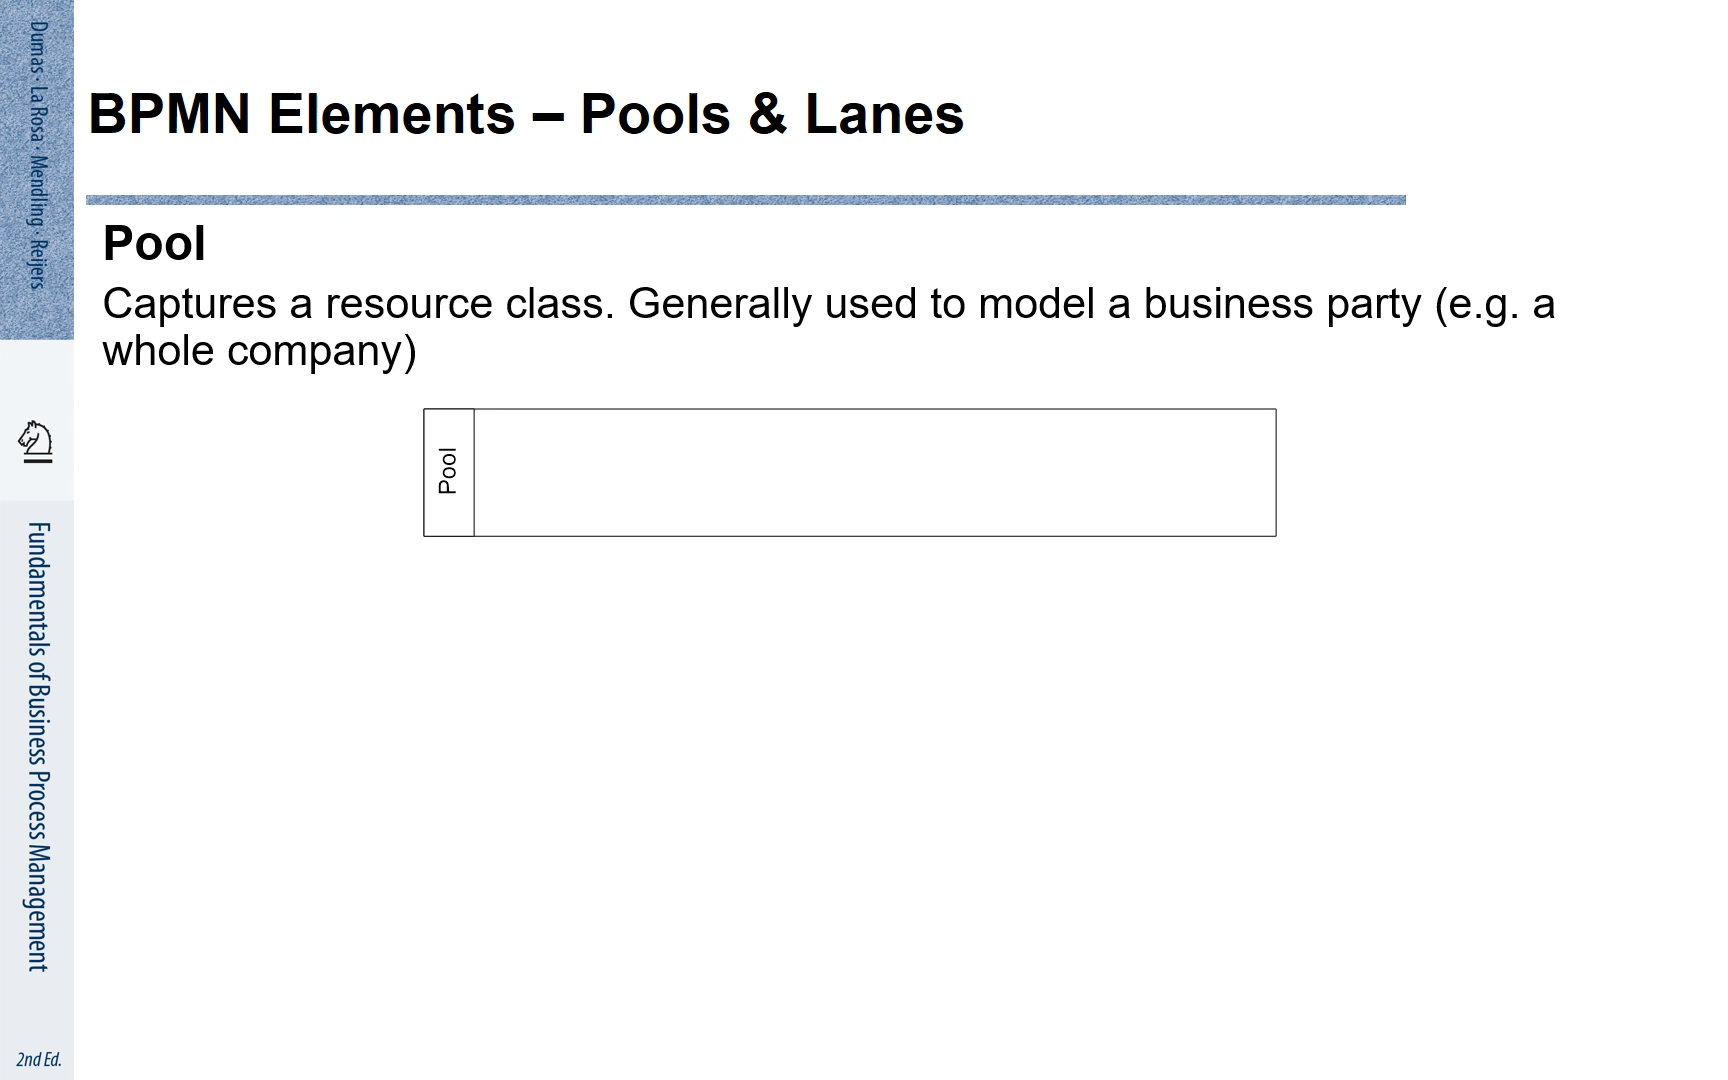 Dumas · La Rosa · Mendling · Reijers
BPMN Elements – Pools & Lanes
Pool
Captures a resource class. Generally used to model a business party (e.g. a
whole company)
Pool
Fundamentals of Business Process Management
2nd Ed.